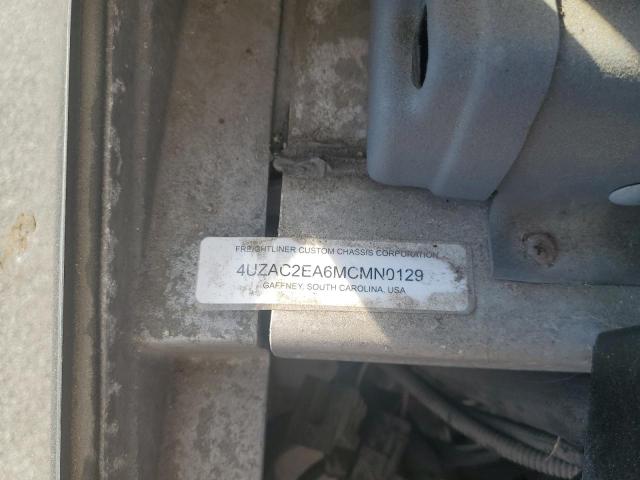 FREIGHTLINER CUSTOM CHASSIS CORPORATION
4UZAC2EA6MCMN0129
GAFFNEY, SOUTH CAROLINA, USA